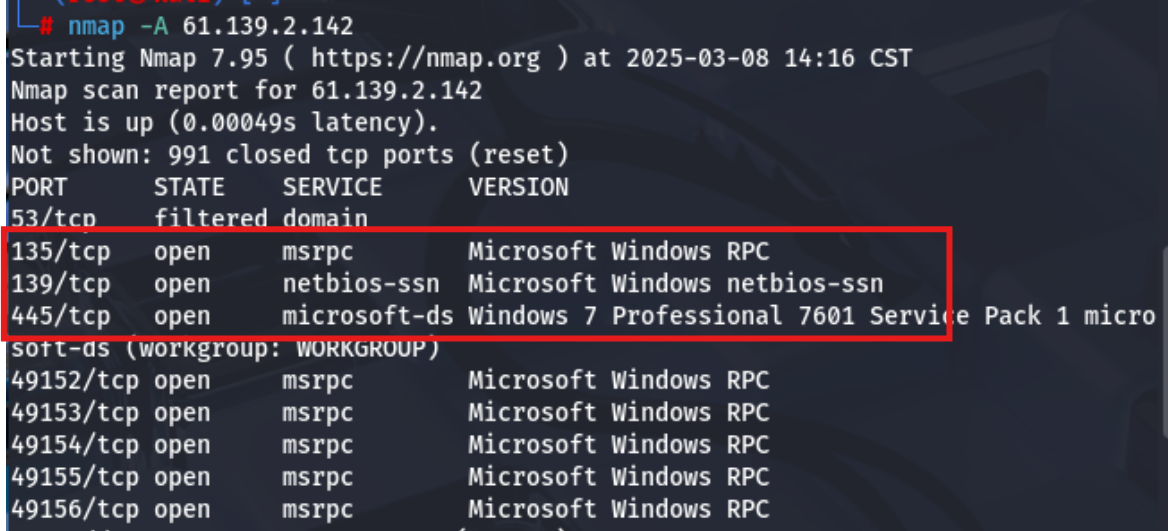 └─# nmap -A 61.139.2.142
Starting Nmap 7.95 ( https://nmap.org ) at 2025-03-08 14:16 CST
Nmap scan report for 61.139.2.142
Host is up (0.00049s latency).
Not shown: 991 closed tcp ports (reset)
PORT      STATE    SERVICE      VERSION
53/tcp    filtered domain
135/tcp   open     msrpc        Microsoft Windows RPC
139/tcp   open     netbios-ssn  Microsoft Windows netbios-ssn
445/tcp   open     microsoft-ds Windows 7 Professional 7601 Service Pack 1 micro
soft-ds (workgroup: WORKGROUP)
49152/tcp open     msrpc        Microsoft Windows RPC
49153/tcp open     msrpc        Microsoft Windows RPC
49154/tcp open     msrpc        Microsoft Windows RPC
49155/tcp open     msrpc        Microsoft Windows RPC
49156/tcp open     msrpc        Microsoft Windows RPC